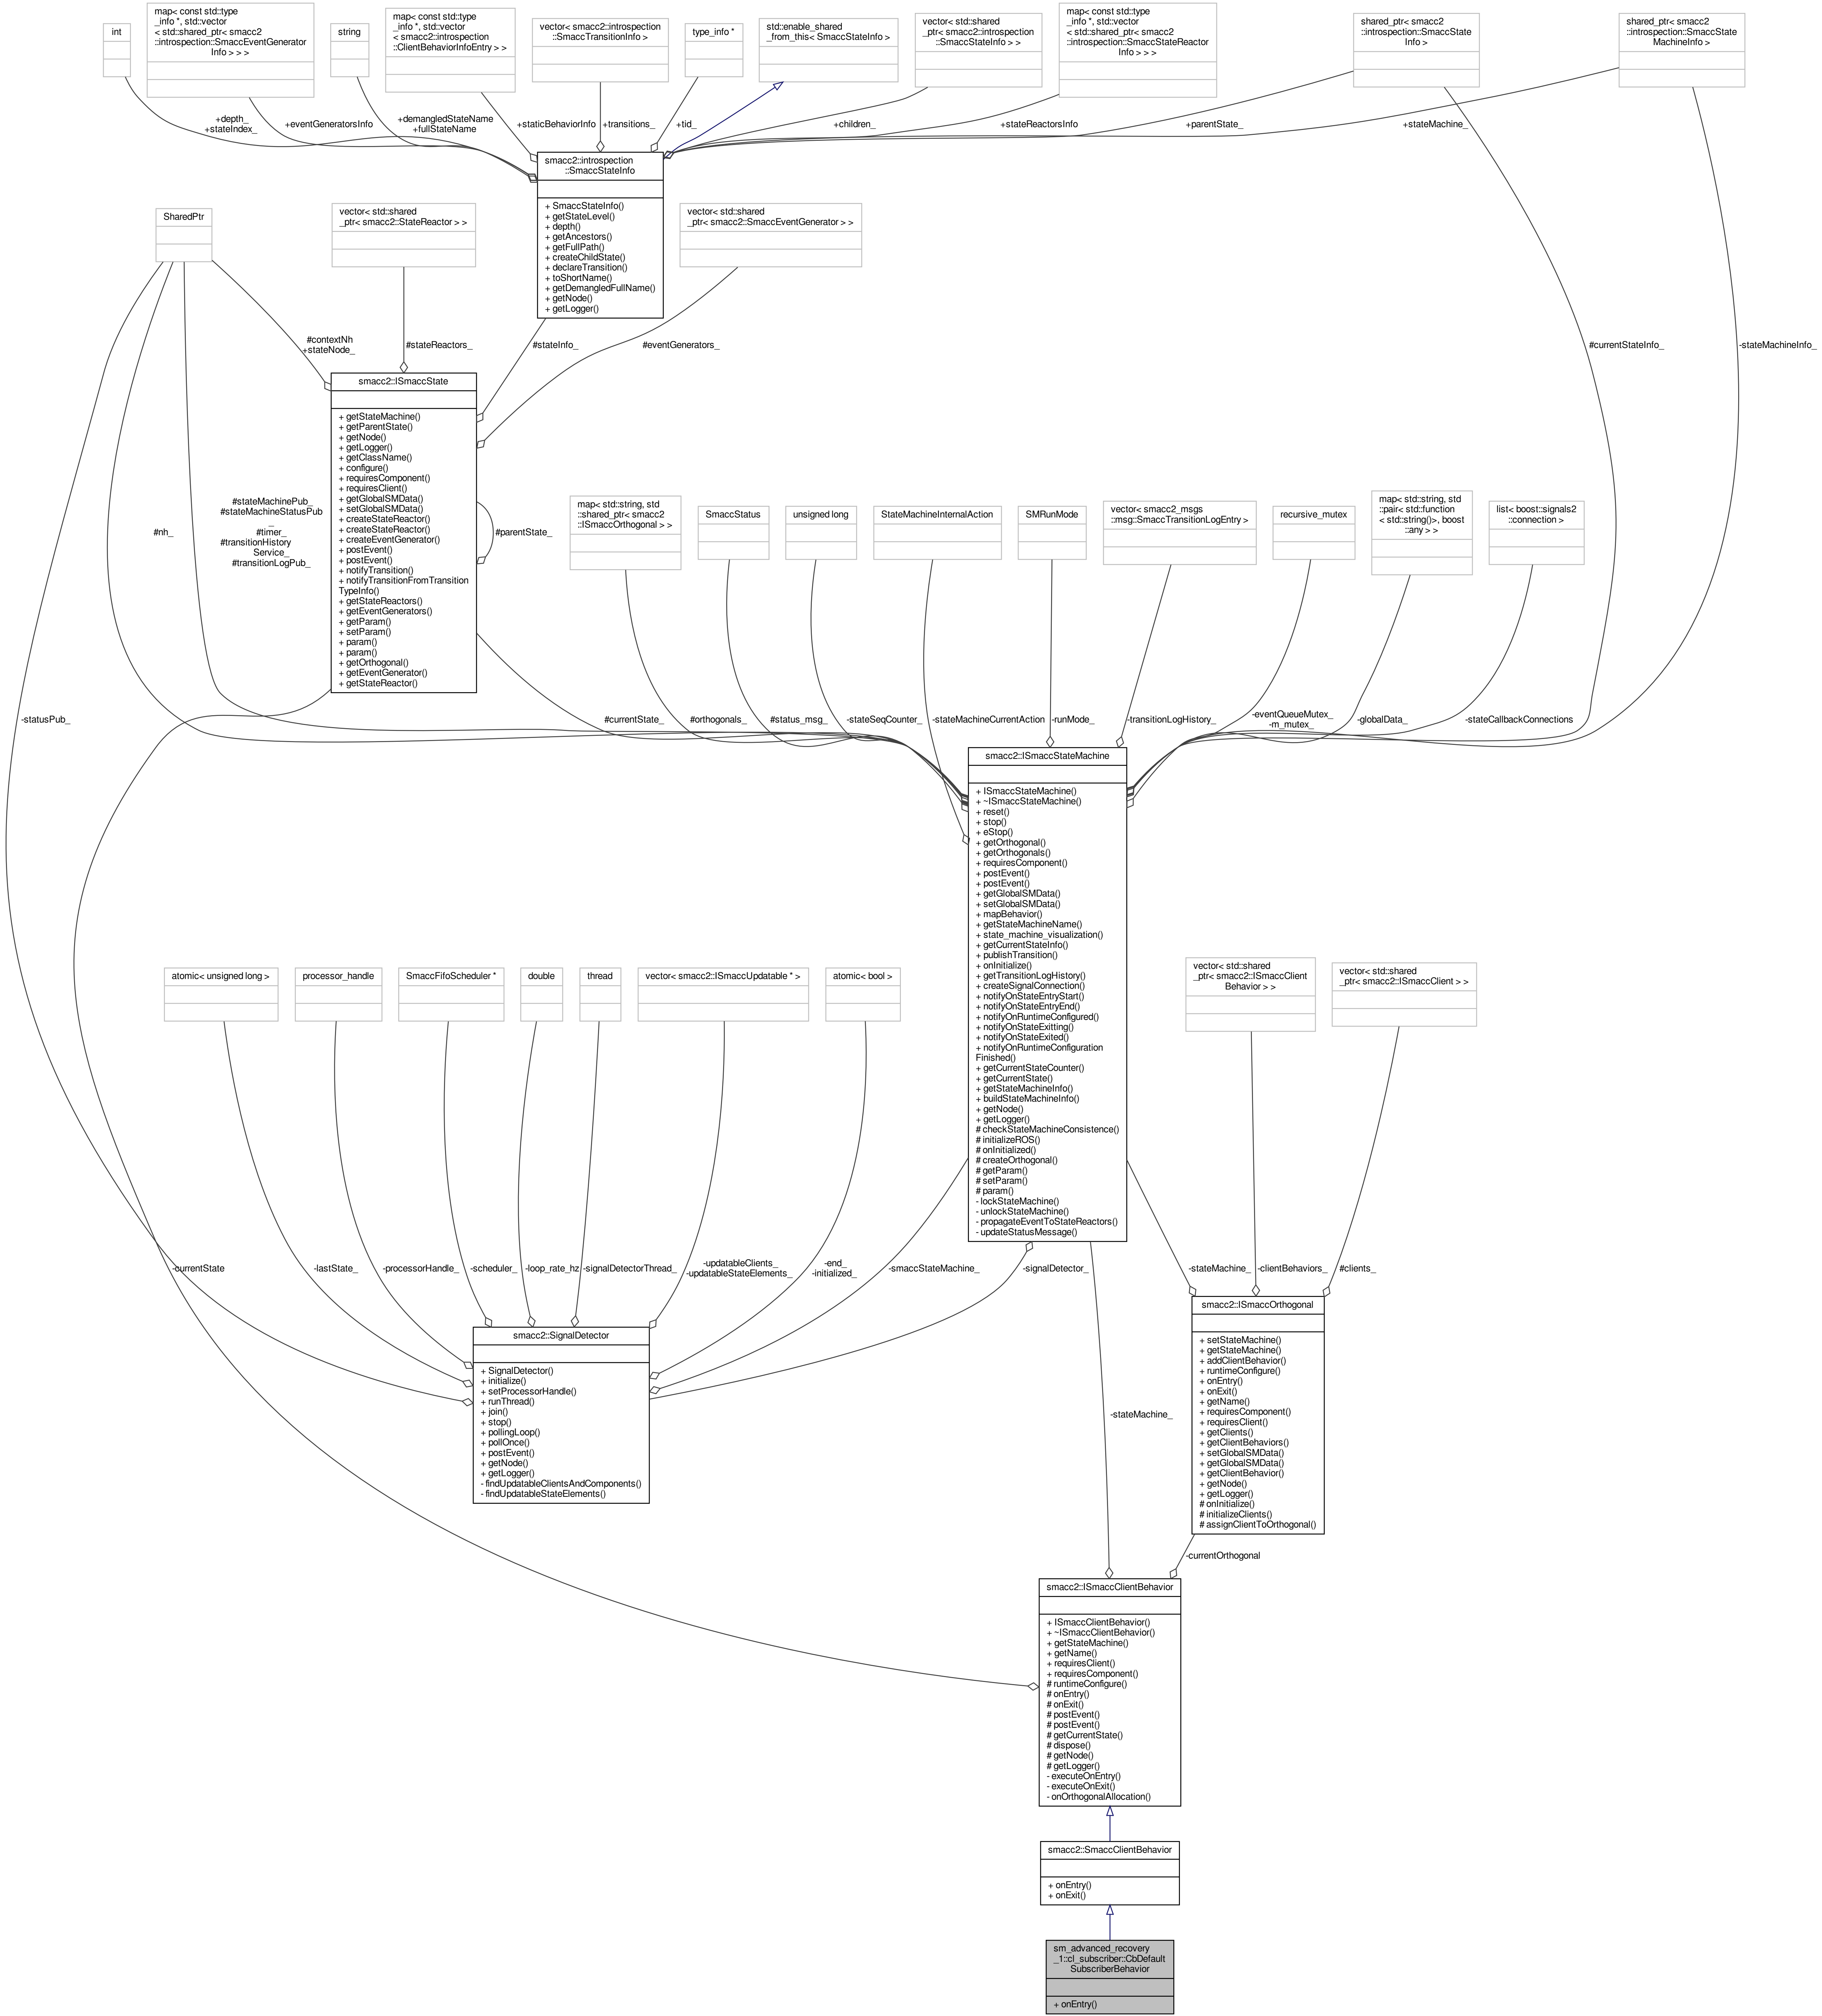 int
map< const std::type
_info *, std::vector
< std::shared_ptr< smacc2
::introspection::SmaccEventGenerator
Info > > >
string
map< const std::type
_info *, std::vector
< smacc2::introspection
::ClientBehaviorInfoEntry > >
vector< smacc2::introspection
::SmaccTransitionInfo >
type_info *
std::enable_shared
_from_this< SmaccStateInfo >
vector< std::shared
_ptr< smacc2::introspection
::SmaccStateInfo > >
map< const std::type
_info *, std::vector
< std::shared_ptr< smacc2
::introspection::SmaccStateReactor
Info > > >
shared_ptr< smacc2
::introspection::SmaccState
Info >
shared_ptr< smacc2
::introspection::SmaccState
MachineInfo >
+depth_
+stateIndex_
+eventGeneratorsInfo
+demangledStateName
+fullStateName
+staticBehaviorInfo
+transitions_
+tid_
+children_
+stateReactorsInfo
+parentState_
+stateMachine_
smacc2::introspection
::SmaccStateInfo
+ SmaccStateInfo()
+ getStateLevel()
+ depth()
+ getAncestors()
+ getFullPath()
+ createChildState()
+ declareTransition()
+ toShortName()
+ getDemangledFullName()
+ getNode()
+ getLogger()
SharedPtr
vector< std::shared
_ptr< smacc2::StateReactor > >
vector< std::shared
_ptr< smacc2::SmaccEventGenerator > >
#contextNh
+stateNode_
#stateReactors_
#stateInfo_
#eventGenerators_
#currentStateInfo_
-stateMachineInfo_
smacc2::ISmaccState
+ getStateMachine()
+ getParentState()
+ getNode()
+ getLogger()
+ getClassName()
+ configure()
+ requiresComponent()
+ requiresClient()
+ getGlobalSMData()
+ setGlobalSMData()
+ createStateReactor()
+ createStateReactor()
+ createEventGenerator()
+ postEvent()
+ postEvent()
+ notifyTransition()
+ notifyTransitionFromTransition
TypeInfo()
+ getStateReactors()
+ getEventGenerators()
+ getParam()
+ setParam()
+ param()
+ param()
+ getOrthogonal()
+ getEventGenerator()
+ getStateReactor()
#parentState_
#nh_
#stateMachinePub_
#stateMachineStatusPub
_
#timer_
#transitionHistory
Service_
#transitionLogPub_
map< std::string, std
::shared_ptr< smacc2
::ISmaccOrthogonal > >
SmaccStatus
unsigned long
StateMachineInternalAction
SMRunMode
vector< smacc2_msgs
::msg::SmaccTransitionLogEntry >
recursive_mutex
map< std::string, std
::pair< std::function
< std::string()>, boost
::any > >
list< boost::signals2
::connection >
-statusPub_
#currentState_
#orthogonals_
#status_msg_
-stateSeqCounter_
-stateMachineCurrentAction
-runMode_
-transitionLogHistory_
-eventQueueMutex_
-m_mutex_
-globalData_
-stateCallbackConnections
smacc2::ISmaccStateMachine
+ ISmaccStateMachine()
+ ~ISmaccStateMachine()
+ reset()
+ stop()
+ eStop()
+ getOrthogonal()
+ getOrthogonals()
+ requiresComponent()
+ postEvent()
+ postEvent()
+ getGlobalSMData()
+ setGlobalSMData()
+ mapBehavior()
+ getStateMachineName()
+ state_machine_visualization()
+ getCurrentStateInfo()
+ publishTransition()
+ onInitialize()
+ getTransitionLogHistory()
+ createSignalConnection()
+ notifyOnStateEntryStart()
+ notifyOnStateEntryEnd()
+ notifyOnRuntimeConfigured()
+ notifyOnStateExitting()
+ notifyOnStateExited()
+ notifyOnRuntimeConfiguration
Finished()
+ getCurrentStateCounter()
+ getCurrentState()
+ getStateMachineInfo()
+ buildStateMachineInfo()
+ getNode()
+ getLogger()
# checkStateMachineConsistence()
# initializeROS()
# onInitialized()
# createOrthogonal()
# getParam()
# setParam()
# param()
- lockStateMachine()
- unlockStateMachine()
- propagateEventToStateReactors()
- updateStatusMessage()
atomic< unsigned long >
processor_handle
SmaccFifoScheduler *
double
thread
vector< smacc2::ISmaccUpdatable * >
atomic< bool >
vector< std::shared
_ptr< smacc2::ISmaccClient
Behavior > >
vector< std::shared
_ptr< smacc2::ISmaccClient > >
-currentState
-lastState_
-processorHandle_
-scheduler_
-loop_rate_hz
-signalDetectorThread_
-updatableClients_
-updatableStateElements_
-end_
-initialized_
-smaccStateMachine_
-signalDetector_
-stateMachine_
-clientBehaviors_
#clients_
smacc2::SignalDetector
+ SignalDetector()
+ initialize()
+ setProcessorHandle()
+ runThread()
+ join()
+ stop()
+ pollingLoop()
+ pollOnce()
+ postEvent()
+ getNode()
+ getLogger()
- findUpdatableClientsAndComponents()
- findUpdatableStateElements()
smacc2::ISmaccOrthogonal
+ setStateMachine()
+ getStateMachine()
+ addClientBehavior()
+ runtimeConfigure()
+ onEntry()
+ onExit()
+ getName()
+ requiresComponent()
+ requiresClient()
+ getClients()
+ getClientBehaviors()
+ setGlobalSMData()
+ getGlobalSMData()
+ getClientBehavior()
+ getNode()
+ getLogger()
# onInitialize()
# initializeClients()
# assignClientToOrthogonal()
-stateMachine_
-currentOrthogonal
smacc2::ISmaccClientBehavior
+ ISmaccClientBehavior()
+ ~ISmaccClientBehavior()
+ getStateMachine()
+ getName()
+ requiresClient()
+ requiresComponent()
# runtimeConfigure()
# onEntry()
# onExit()
# postEvent()
# postEvent()
# getCurrentState()
# dispose()
# getNode()
# getLogger()
- executeOnEntry()
- executeOnExit()
- onOrthogonalAllocation()
smacc2::SmaccClientBehavior
+ onEntry()
+ onExit()
sm_advanced_recovery
_1::cl_subscriber::CbDefault
SubscriberBehavior
+ onEntry()